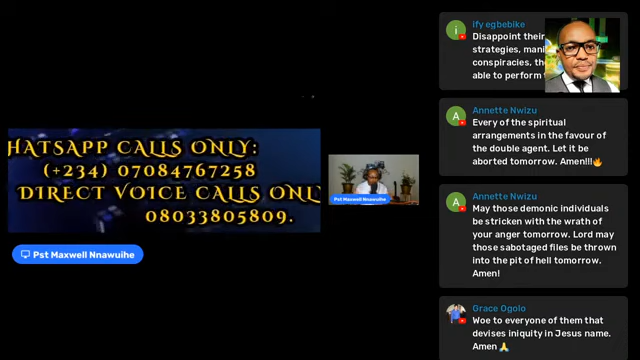 HATSAPP CALLS ONLY:
(+234) 07084767258
DIRECT VOICE CALLS ONL
08033805809.
Pst Maxwell Nnawuihe
Pst Maxwell Nnawuihe
ify egbebike
Disappoint their
strategies,
conspiracies,
able to perform
Annette Nwizu
Every of the spiritual
arrangements in the favour of
the double agent. Let it be
aborted tomorrow. Amen!!!🔥
Annette Nwizu
May those demonic individuals
be stricken with the wrath of
your anger tomorrow. Lord may
those sabotaged files be thrown
into the pit of hell tomorrow.
Amen!
Grace Ogolo
Woe to everyone of them that
devises iniquity in Jesus name.
Amen 🙏